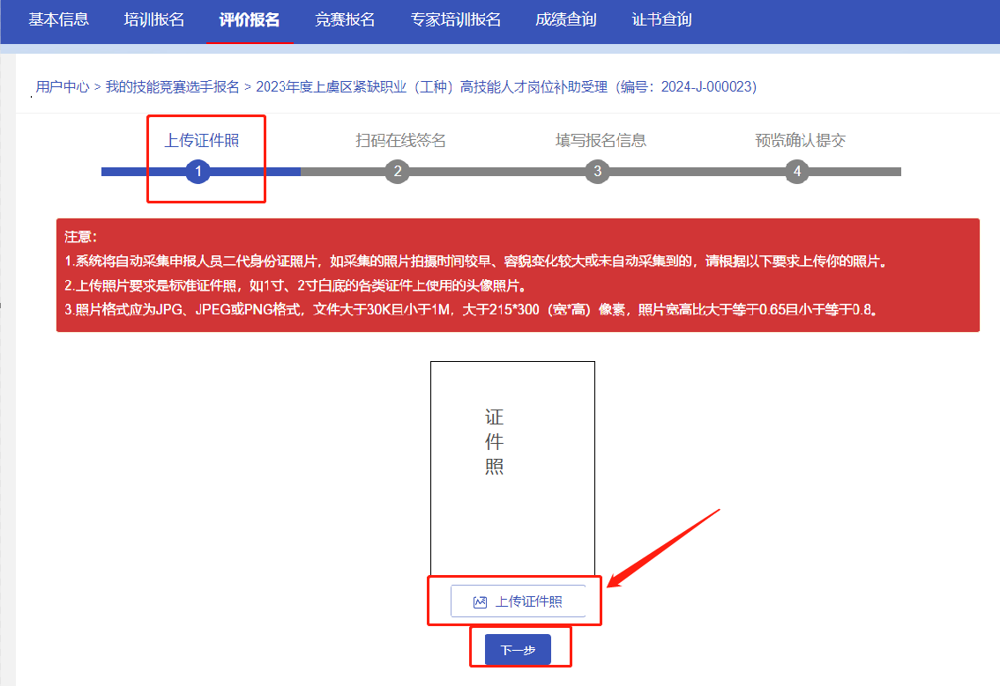 基本信息 培训报名 评价报名 竞赛报名 专家培训报名 成绩查询 证书查询
用户中心 > 我的技能竞赛选手报名 > 2023年度上虞区紧缺职业（工种）高技能人才岗位补助受理（编号：2024-J-000023）
上传证件照 扫码在线签名 填写报名信息 预览确认提交
1 2 3 4
注意：
1.系统将自动采集申报人员二代身份证照片，如采集的照片拍摄时间较早、容貌变化较大或未自动采集到的，请根据以下要求上传你的照片。
2.上传照片要求是标准证件照，如1寸、2寸白底的各类证件上使用的头像照片。
3.照片格式应为JPG、JPEG或PNG格式，文件大于30K且小于1M，大于215*300（宽*高）像素，照片宽高比大于等于0.65且小于等于0.8。
证
件
照
上传证件照
下一步